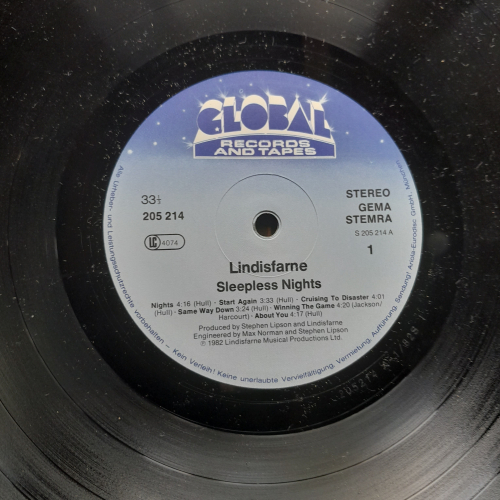 GLOBAL
RECORDS
AND TAPES
33⅓
205 214
LC 4074
STEREO
GEMA
STEMRA
S 205 214 A
1
Lindisfarne
Sleepless Nights
Nights 4:16 (Hull) · Start Again 3:33 (Hull) · Cruising To Disaster 4:01
(Hull) · Same Way Down 3:24 (Hull) · Winning The Game 4:20 (Jackson/
Harcourt) · About You 4:17 (Hull)
Produced by Stephen Lipson and Lindisfarne
Engineered by Max Norman and Stephen Lipson
℗ 1982 Lindisfarne Musical Productions Ltd.
Alle Urheber- und Leistungsschutzrechte vorbehalten – Kein Verleih! Keine unerlaubte Vervielfältigung, Vermietung, Aufführung, Sendung! Ariola-Eurodisc GmbH, München